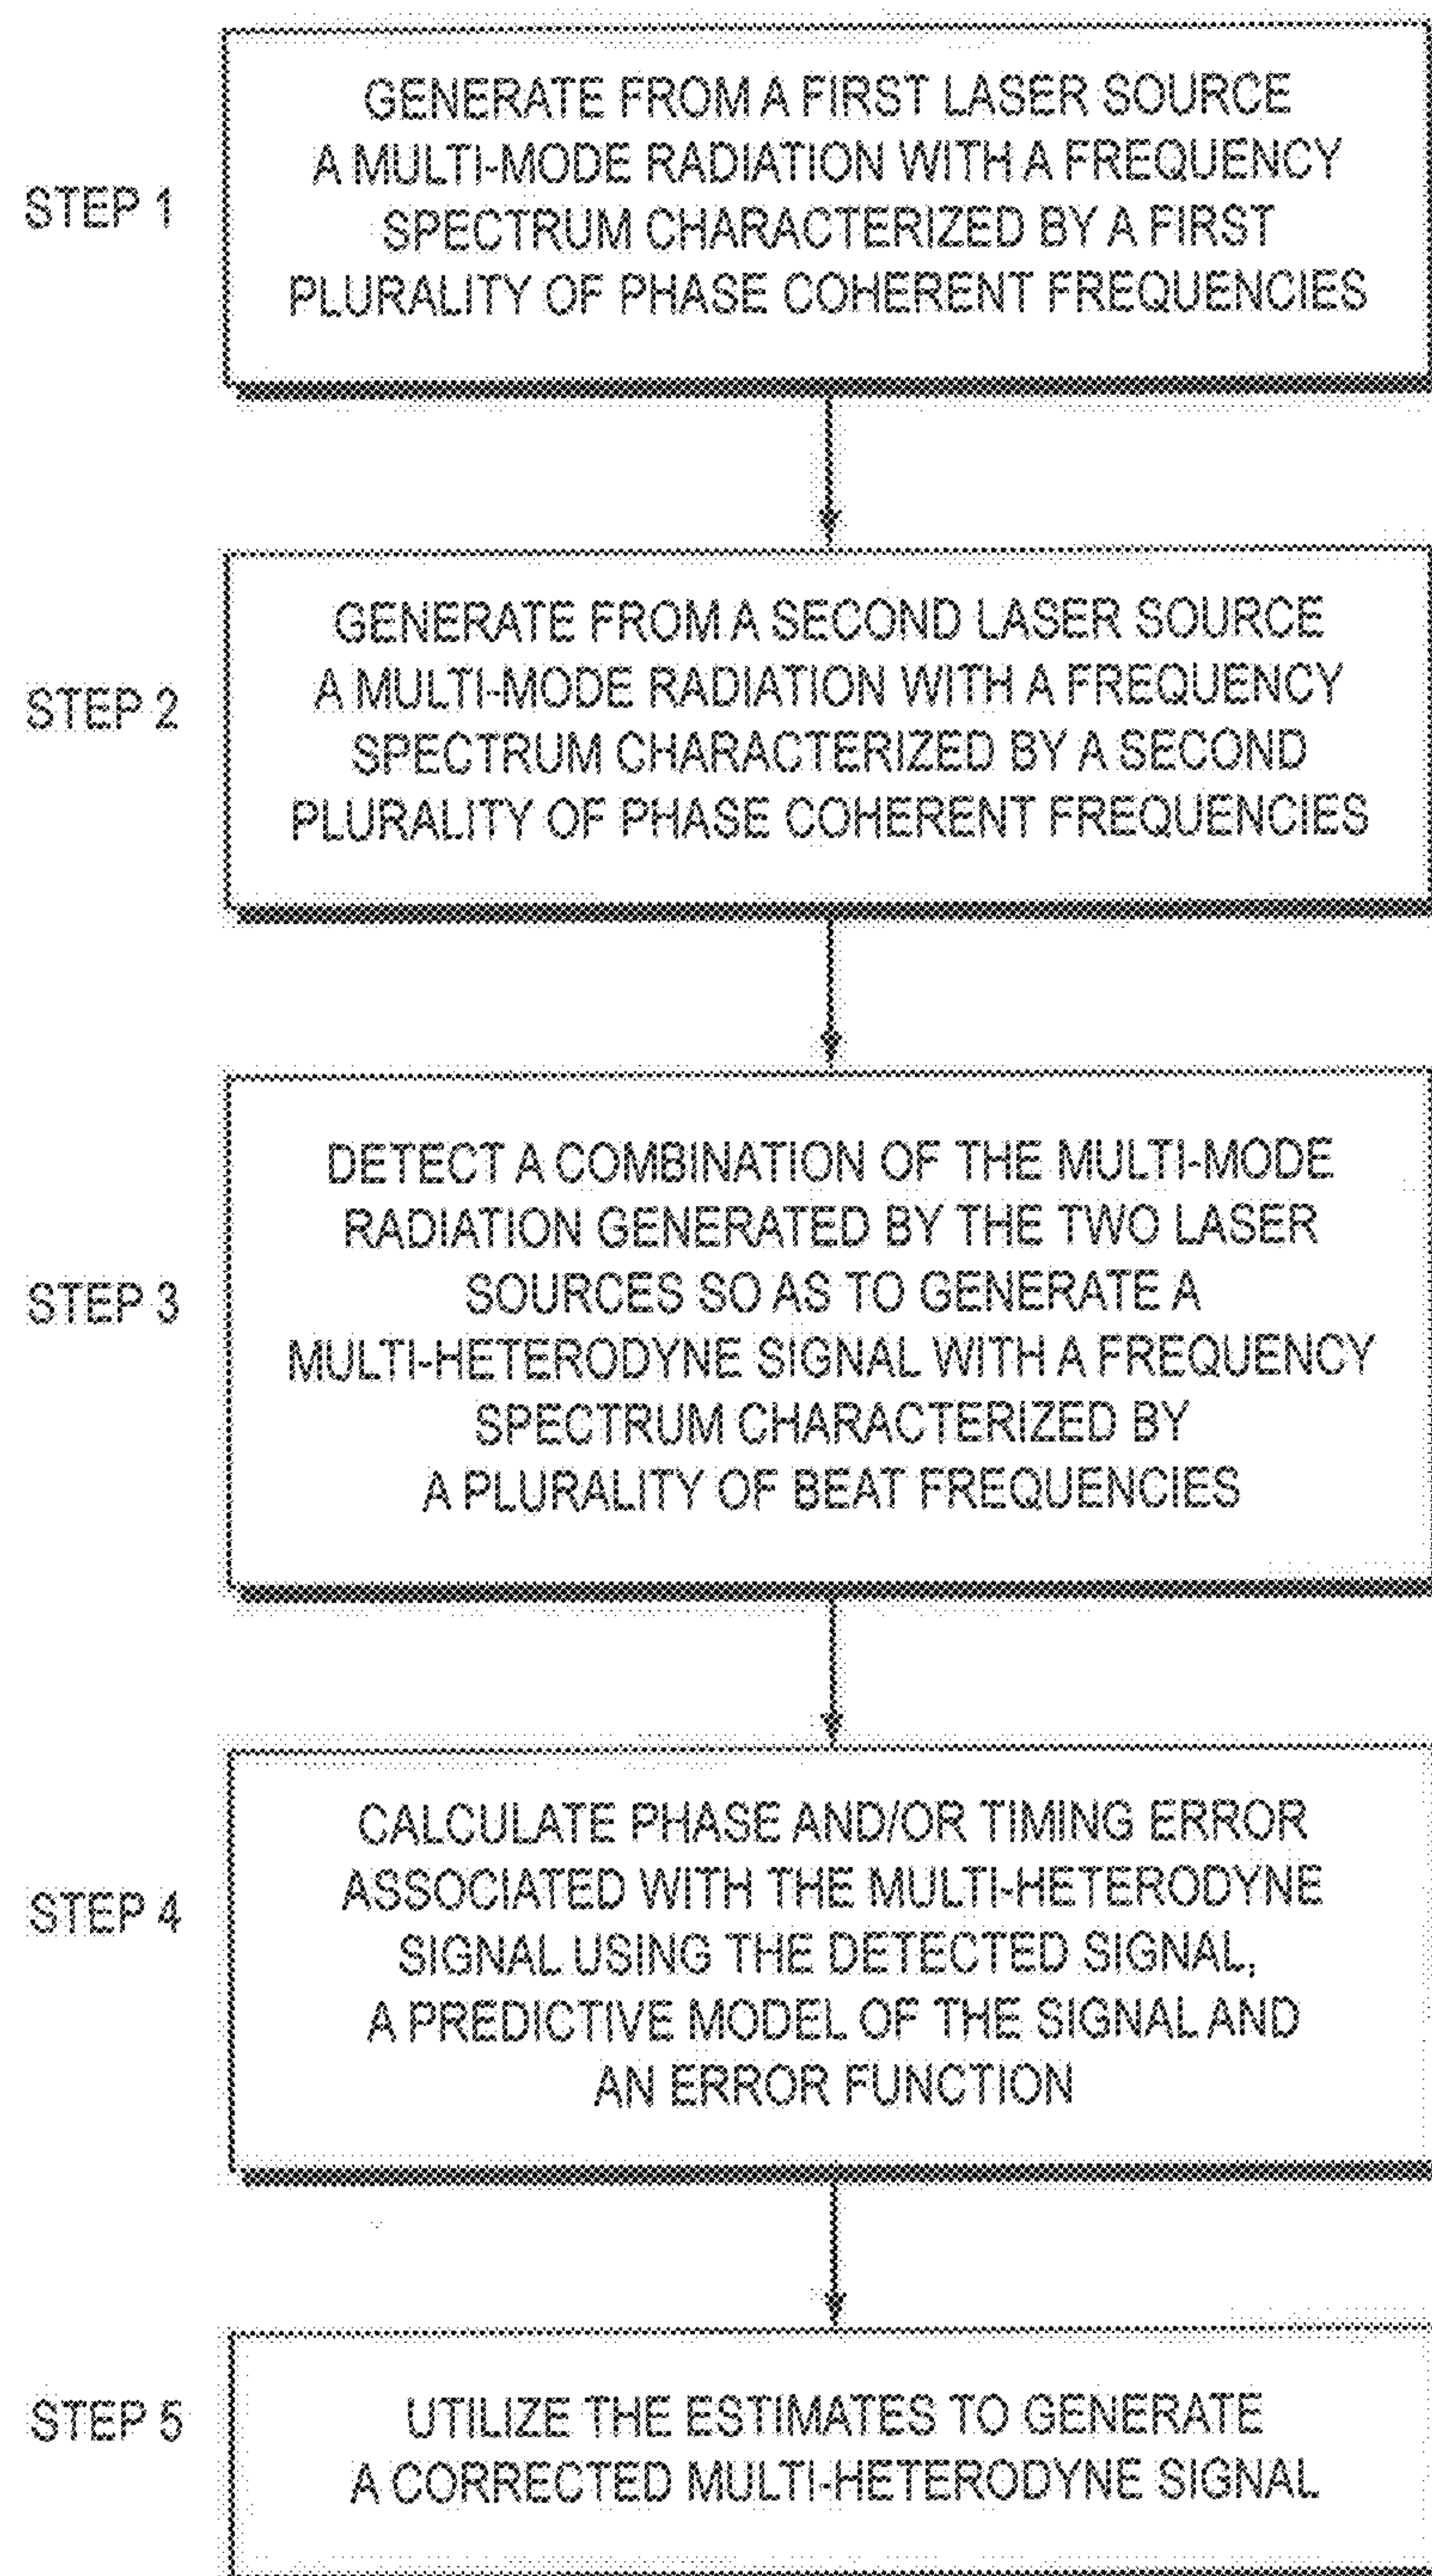 GENERATE FROM A FIRST LASER SOURCE
A MULTI-MODE RADIATION WITH A FREQUENCY
STEP 1
SPECTRUM CHARACTERIZED BY A FIRST
PLURALITY OF PHASE COHERENT FREQUENCIES
GENERATE FROM A SECOND LASER SOURCE
A MULTI-MODE RADIATION WITH A FREQUENCY
STEP 2
SPECTRUM CHARACTERIZED BY A SECOND
PLURALITY OF PHASE COHERENT FREQUENCIES
DETECT A COMBINATION OF THE MULTI-MODE
RADIATION GENERATED BY THE TWO LASER
STEP 3
SOURCES SO AS TO GENERATE A
MULTI-HETERODYNE SIGNAL WITH A FREQUENCY
SPECTRUM CHARACTERIZED BY
A PLURALITY OF BEAT FREQUENCIES
CALCULATE PHASE AND/OR TIMING ERROR
ASSOCIATED WITH THE MULTI-HETERODYNE
STEP 4
SIGNAL USING THE DETECTED SIGNAL,
A PREDICTIVE MODEL OF THE SIGNAL AND
AN ERROR FUNCTION
STEP 5
UTILIZE THE ESTIMATES TO GENERATE
A CORRECTED MULTI-HETERODYNE SIGNAL